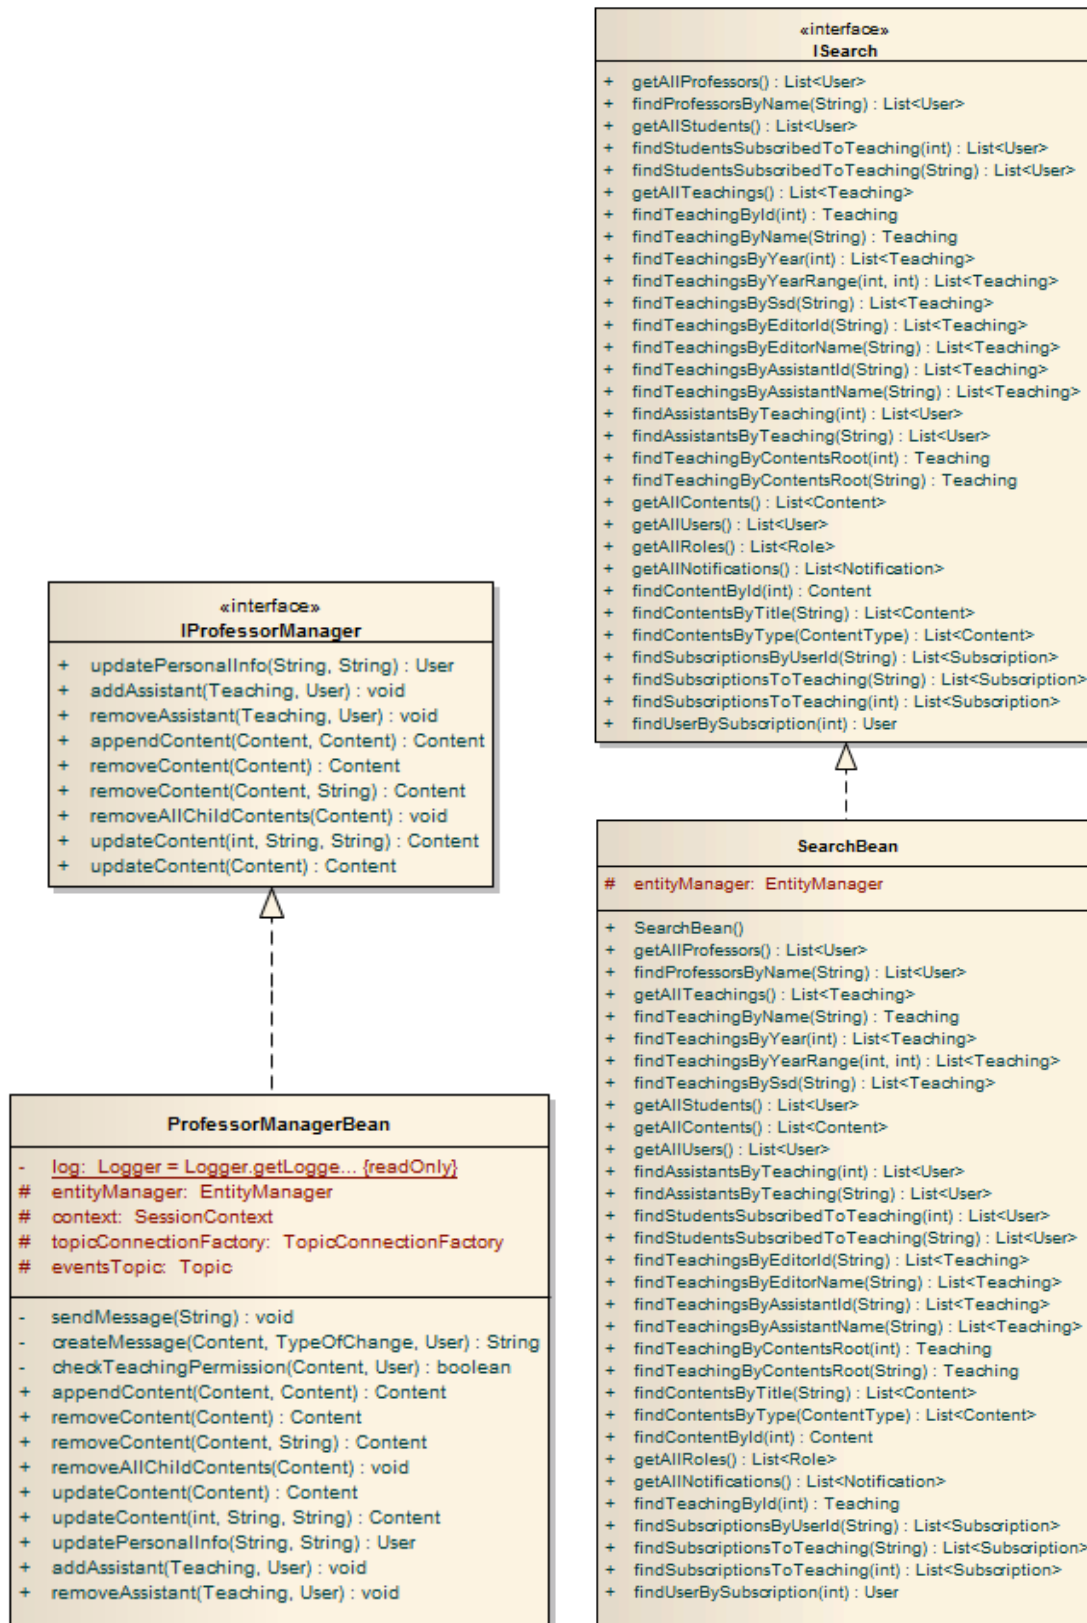 «interface»
ISearch
+ getAllProfessors() : List<User>
+ findProfessorsByName(String) : List<User>
+ getAllStudents() : List<User>
+ findStudentsSubscribedToTeaching(int) : List<User>
+ findStudentsSubscribedToTeaching(String) : List<User>
+ getAllTeachings() : List<Teaching>
+ findTeachingById(int) : Teaching
+ findTeachingByName(String) : Teaching
+ findTeachingsByYear(int) : List<Teaching>
+ findTeachingsByYearRange(int, int) : List<Teaching>
+ findTeachingsBySsd(String) : List<Teaching>
+ findTeachingsByEditorId(String) : List<Teaching>
+ findTeachingsByEditorName(String) : List<Teaching>
+ findTeachingsByAssistantId(String) : List<Teaching>
+ findTeachingsByAssistantName(String) : List<Teaching>
+ findAssistantsByTeaching(int) : List<User>
+ findAssistantsByTeaching(String) : List<User>
+ findTeachingByContentsRoot(int) : Teaching
+ findTeachingByContentsRoot(String) : Teaching
+ getAllContents() : List<Content>
+ getAllUsers() : List<User>
+ getAllRoles() : List<Role>
+ getAllNotifications() : List<Notification>
+ findContentById(int) : Content
+ findContentsByTitle(String) : List<Content>
+ findContentsByType(ContentType) : List<Content>
+ findSubscriptionsByUserId(String) : List<Subscription>
+ findSubscriptionsToTeaching(String) : List<Subscription>
+ findSubscriptionsToTeaching(int) : List<Subscription>
+ findUserBySubscription(int) : User
«interface»
IProfessorManager
+ updatePersonalInfo(String, String) : User
+ addAssistant(Teaching, User) : void
+ removeAssistant(Teaching, User) : void
+ appendContent(Content, Content) : Content
+ removeContent(Content) : Content
+ removeContent(Content, String) : Content
+ removeAllChildContents(Content) : void
+ updateContent(int, String, String) : Content
+ updateContent(Content) : Content
ProfessorManagerBean
- log: Logger = Logger.getLogge... {readOnly}
# entityManager: EntityManager
# context: SessionContext
# topicConnectionFactory: TopicConnectionFactory
# eventsTopic: Topic
- sendMessage(String) : void
- createMessage(Content, TypeOfChange, User) : String
- checkTeachingPermission(Content, User) : boolean
+ appendContent(Content, Content) : Content
+ removeContent(Content) : Content
+ removeContent(Content, String) : Content
+ removeAllChildContents(Content) : void
+ updateContent(Content) : Content
+ updateContent(int, String, String) : Content
+ updatePersonalInfo(String, String) : User
+ addAssistant(Teaching, User) : void
+ removeAssistant(Teaching, User) : void
SearchBean
# entityManager: EntityManager
+ SearchBean()
+ getAllProfessors() : List<User>
+ findProfessorsByName(String) : List<User>
+ getAllTeachings() : List<Teaching>
+ findTeachingByName(String) : Teaching
+ findTeachingsByYear(int) : List<Teaching>
+ findTeachingsByYearRange(int, int) : List<Teaching>
+ findTeachingsBySsd(String) : List<Teaching>
+ getAllStudents() : List<User>
+ getAllContents() : List<Content>
+ getAllUsers() : List<User>
+ findAssistantsByTeaching(int) : List<User>
+ findAssistantsByTeaching(String) : List<User>
+ findStudentsSubscribedToTeaching(int) : List<User>
+ findStudentsSubscribedToTeaching(String) : List<User>
+ findTeachingsByEditorId(String) : List<Teaching>
+ findTeachingsByEditorName(String) : List<Teaching>
+ findTeachingsByAssistantId(String) : List<Teaching>
+ findTeachingsByAssistantName(String) : List<Teaching>
+ findTeachingByContentsRoot(int) : Teaching
+ findTeachingByContentsRoot(String) : Teaching
+ findContentsByTitle(String) : List<Content>
+ findContentsByType(ContentType) : List<Content>
+ findContentById(int) : Content
+ getAllRoles() : List<Role>
+ getAllNotifications() : List<Notification>
+ findTeachingById(int) : Teaching
+ findSubscriptionsByUserId(String) : List<Subscription>
+ findSubscriptionsToTeaching(String) : List<Subscription>
+ findSubscriptionsToTeaching(int) : List<Subscription>
+ findUserBySubscription(int) : User